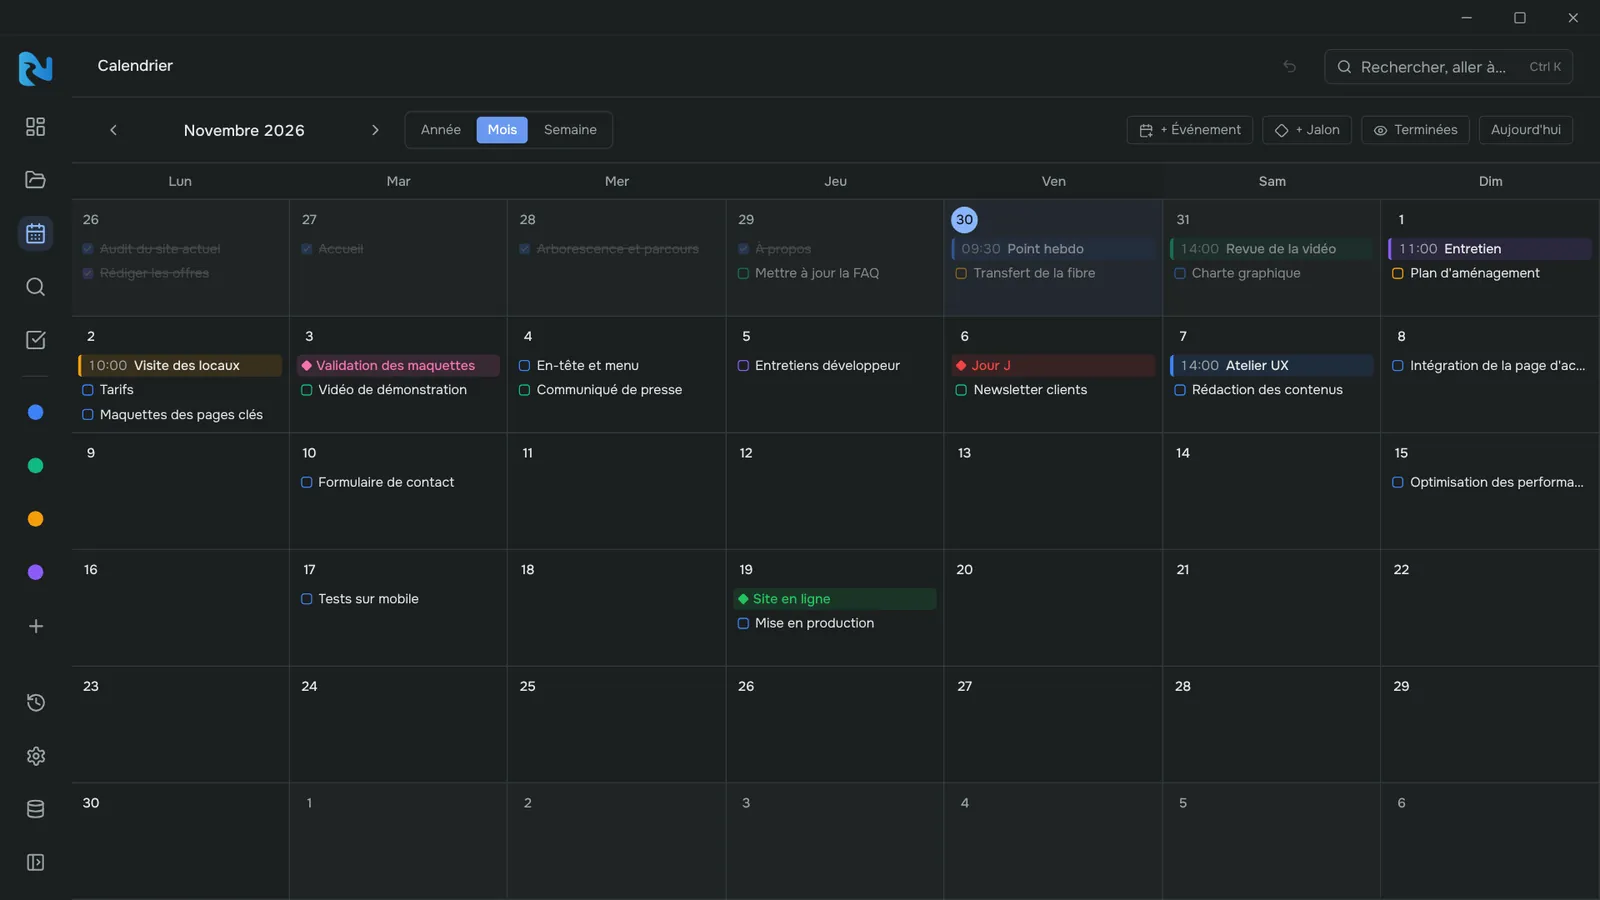 Calendrier
Rechercher, aller à... Ctrl K
Novembre 2026
Année Mois Semaine
+ Événement
+ Jalon
Terminées
Aujourd'hui
Lun Mar Mer Jeu Ven Sam Dim
26
Audit du site actuel
Rédiger les offres
27
Accueil
28
Arborescence et parcours
29
À propos
Mettre à jour la FAQ
30
09:30 Point hebdo
Transfert de la fibre
31
14:00 Revue de la vidéo
Charte graphique
1
11:00 Entretien
Plan d'aménagement
2
10:00 Visite des locaux
Tarifs
Maquettes des pages clés
3
Validation des maquettes
Vidéo de démonstration
4
En-tête et menu
Communiqué de presse
5
Entretiens développeur
6
Jour J
Newsletter clients
7
14:00 Atelier UX
Rédaction des contenus
8
Intégration de la page d'ac...
9
10
Formulaire de contact
11
12
13
14
15
Optimisation des performa...
16
17
Tests sur mobile
18
19
Site en ligne
Mise en production
20
21
22
23
24
25
26
27
28
29
30
1
2
3
4
5
6